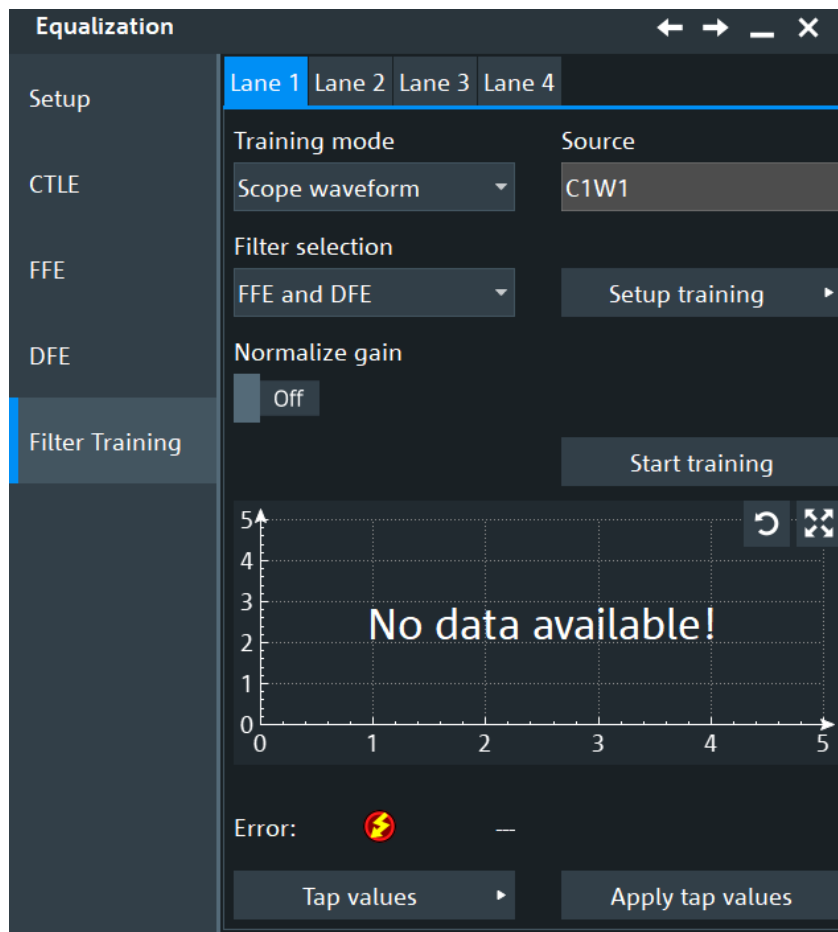 Equalization
Setup
CTLE
FFE
DFE
Filter Training
Lane 1 Lane 2 Lane 3 Lane 4
Training mode Source
Scope waveform C1W1
Filter selection
FFE and DFE Setup training
Normalize gain
Off
Start training
5
4
3
2
1
0
No data available!
0 1 2 3 4 5
Error: ---
Tap values Apply tap values